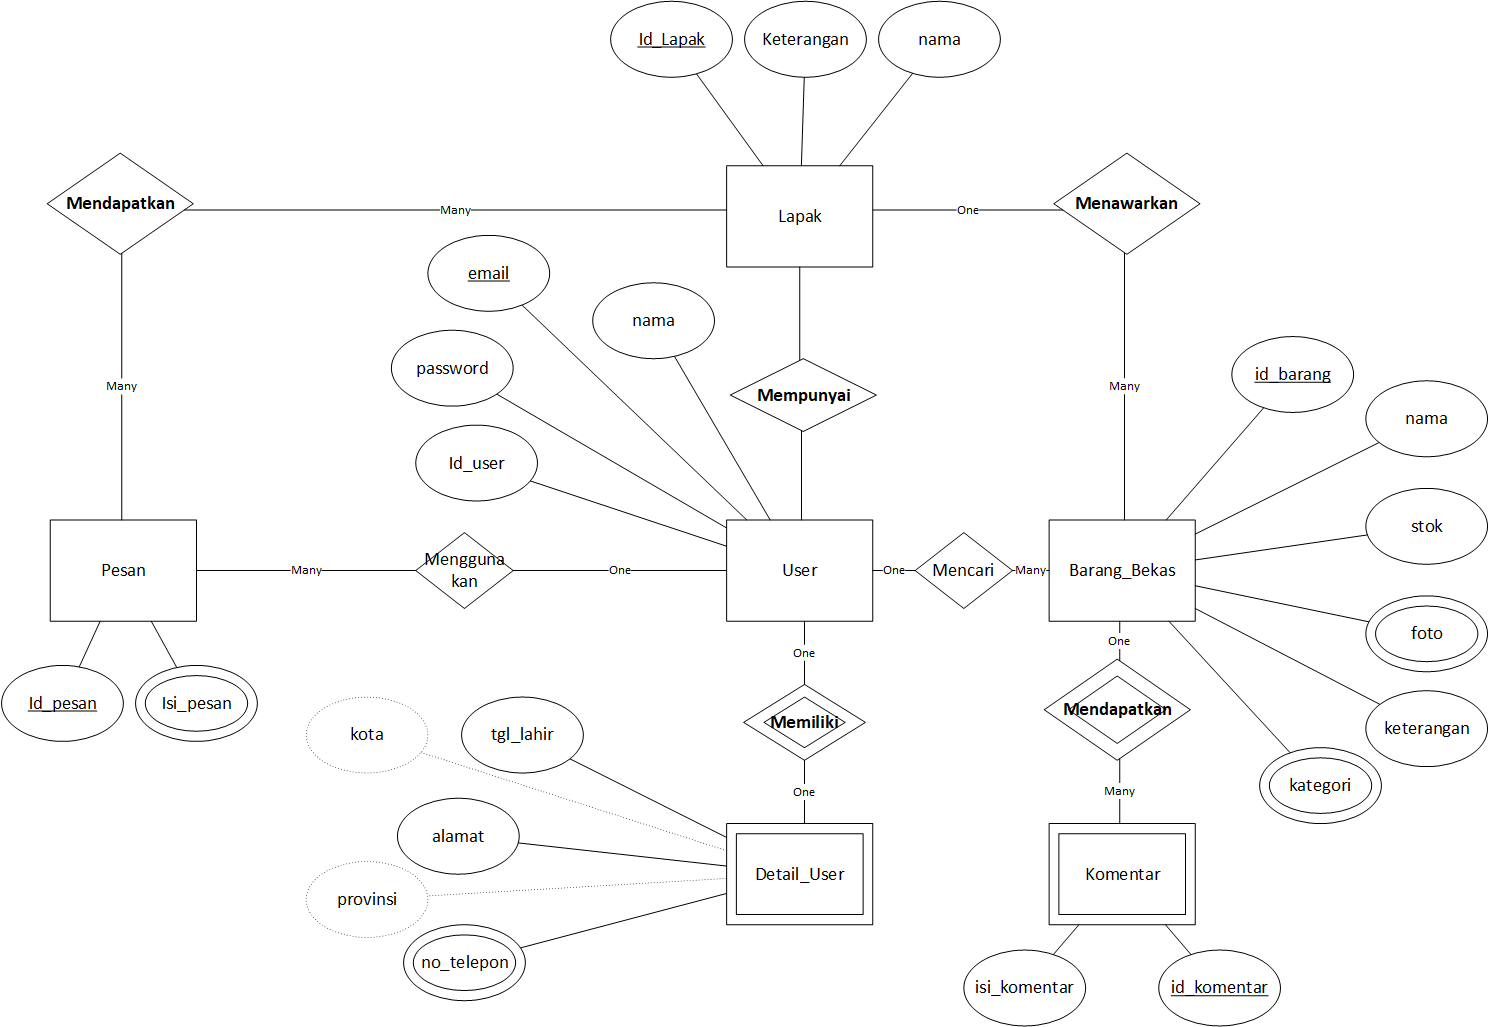 Id_Lapak
Keterangan
nama
Mendapatkan
Many
Lapak
One
Menawarkan
email
nama
password
Many
Mempunyai
Many
id_barang
nama
Id_user
stok
Pesan
Many
Mengguna
kan
One
User
One
Mencari
Many
Barang_Bekas
foto
One
One
Id_pesan
Isi_pesan
Memiliki
Mendapatkan
keterangan
kota
tgl_lahir
kategori
One
Many
alamat
Detail_User
Komentar
provinsi
no_telepon
isi_komentar
id_komentar